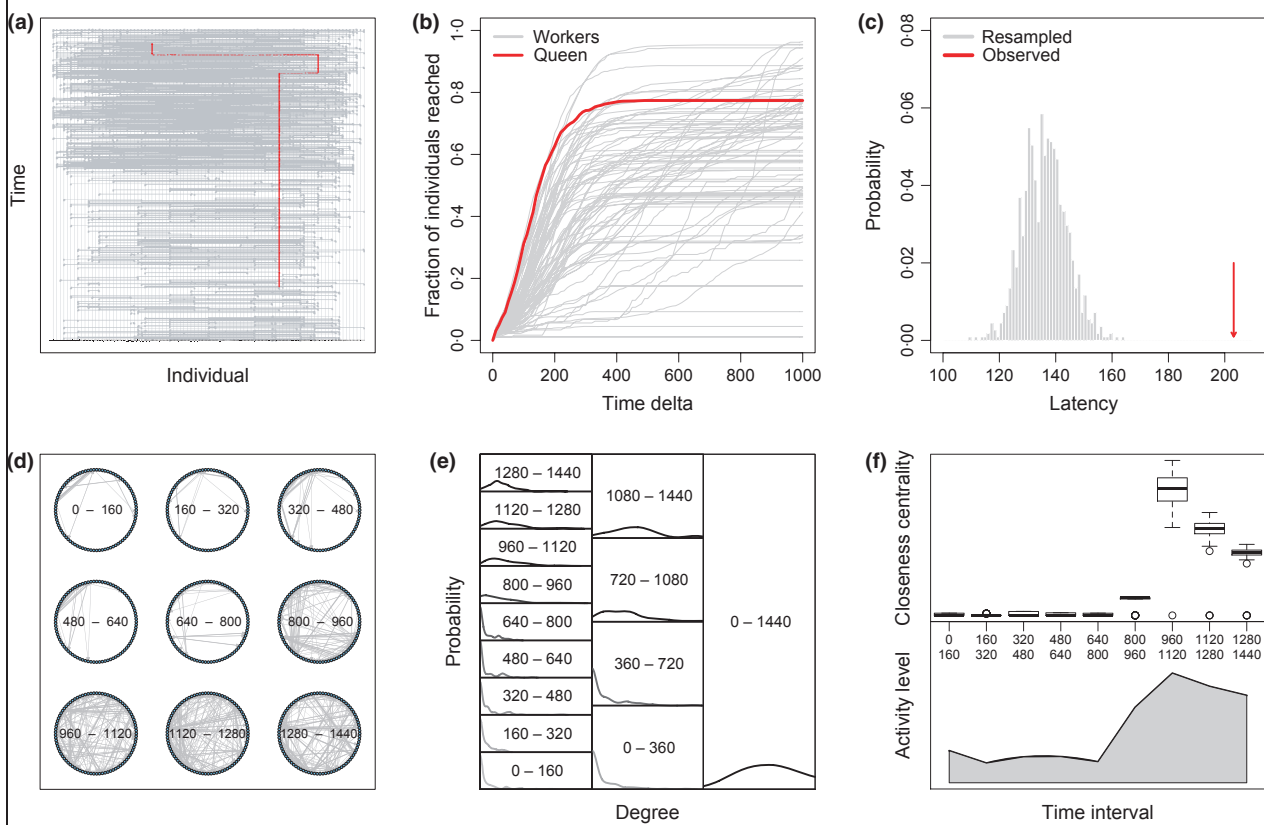 (a)
Time
Individual
(b)
Workers
Queen
Fraction of individuals reached
0·0
0·2
0·4
0·6
0·8
1·0
0 200 400 600 800 1000
Time delta
(c)
Resampled
Observed
Probability
0·00
0·02
0·04
0·06
0·08
100 120 140 160 180 200
Latency
(d)
0 – 160
160 – 320
320 – 480
480 – 640
640 – 800
800 – 960
960 – 1120
1120 – 1280
1280 – 1440
(e)
Probability
1280 – 1440
1120 – 1280
960 – 1120
800 – 960
640 – 800
480 – 640
320 – 480
160 – 320
0 – 160
1080 – 1440
720 – 1080
360 – 720
0 – 360
0 – 1440
Degree
(f)
Closeness centrality
0 160 320 480 640 800 960 1120 1280
160 320 480 640 800 960 1120 1280 1440
Activity level
Time interval